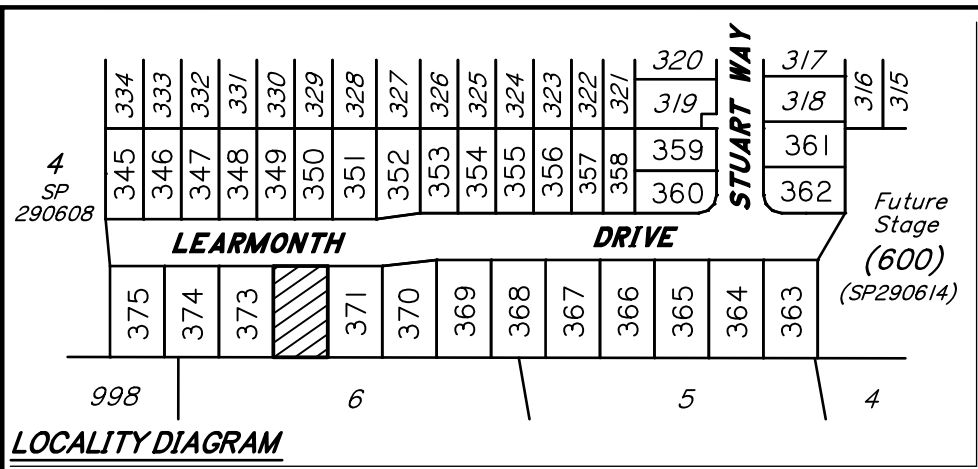 334 333 332 331 330 329 328 327 326 325 324 323 322 321 320 317 316 315
319 318
STUART WAY
4
SP
290608
345 346 347 348 349 350 351 352 353 354 355 356 357 358 359 361
360 362
Future
Stage
(600)
(SP290614)
LEARMONTH DRIVE
375 374 373 371 370 369 368 367 366 365 364 363
998 6 5 4
LOCALITY DIAGRAM